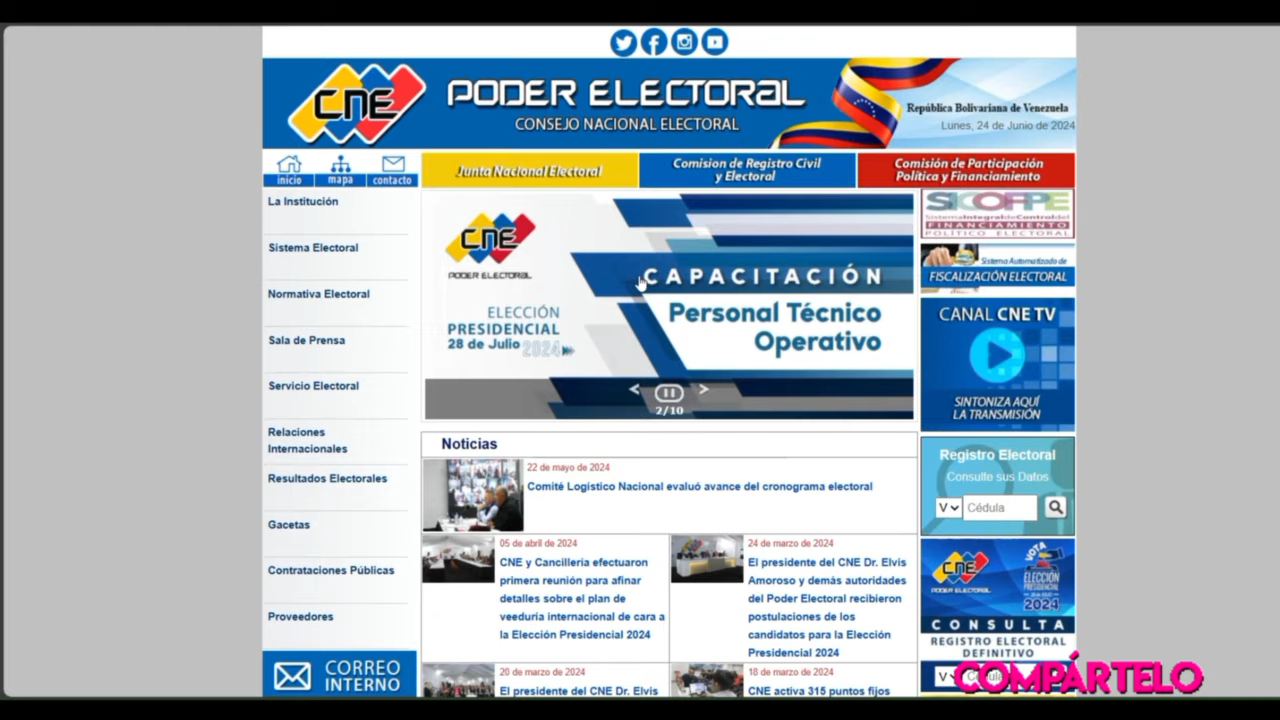 CNE
PODER ELECTORAL
CONSEJO NACIONAL ELECTORAL
República Bolivariana de Venezuela
Lunes, 24 de Junio de 2024
inicio
mapa
contacto
Junta Nacional Electoral
Comision de Registro Civil
y Electoral
Comisión de Participación
Política y Financiamiento
La Institución
Sistema Electoral
Normativa Electoral
Sala de Prensa
Servicio Electoral
Relaciones
Internacionales
Resultados Electorales
Gacetas
Contrataciones Públicas
Proveedores
CORREO
INTERNO
CNE
PODER ELECTORAL
ELECCIÓN
PRESIDENCIAL
28 de Julio 2024
CAPACITACIÓN
Personal Técnico
Operativo
2/10
Noticias
22 de mayo de 2024
Comité Logístico Nacional evaluó avance del cronograma electoral
05 de abril de 2024
CNE y Cancillería efectuaron
primera reunión para afinar
detalles sobre el plan de
veeduría internacional de cara a
la Elección Presidencial 2024
24 de marzo de 2024
El presidente del CNE Dr. Elvis
Amoroso y demás autoridades
del Poder Electoral recibieron
postulaciones de los
candidatos para la Elección
Presidencial 2024
20 de marzo de 2024
El presidente del CNE Dr. Elvis
18 de marzo de 2024
CNE activa 315 puntos fijos
Sistema Integral de Control del
FINANCIAMIENTO
POLÍTICO ELECTORAL
Sistema Automatizado de
FISCALIZACIÓN ELECTORAL
CANAL CNE TV
SINTONIZA AQUÍ
LA TRANSMISIÓN
Registro Electoral
Consulte sus Datos
V
Cédula
CNE
PODER ELECTORAL
VOTA
ELECCIÓN
PRESIDENCIAL
2024
CONSULTA
REGISTRO ELECTORAL
DEFINITIVO
V
COMPÁRTELO